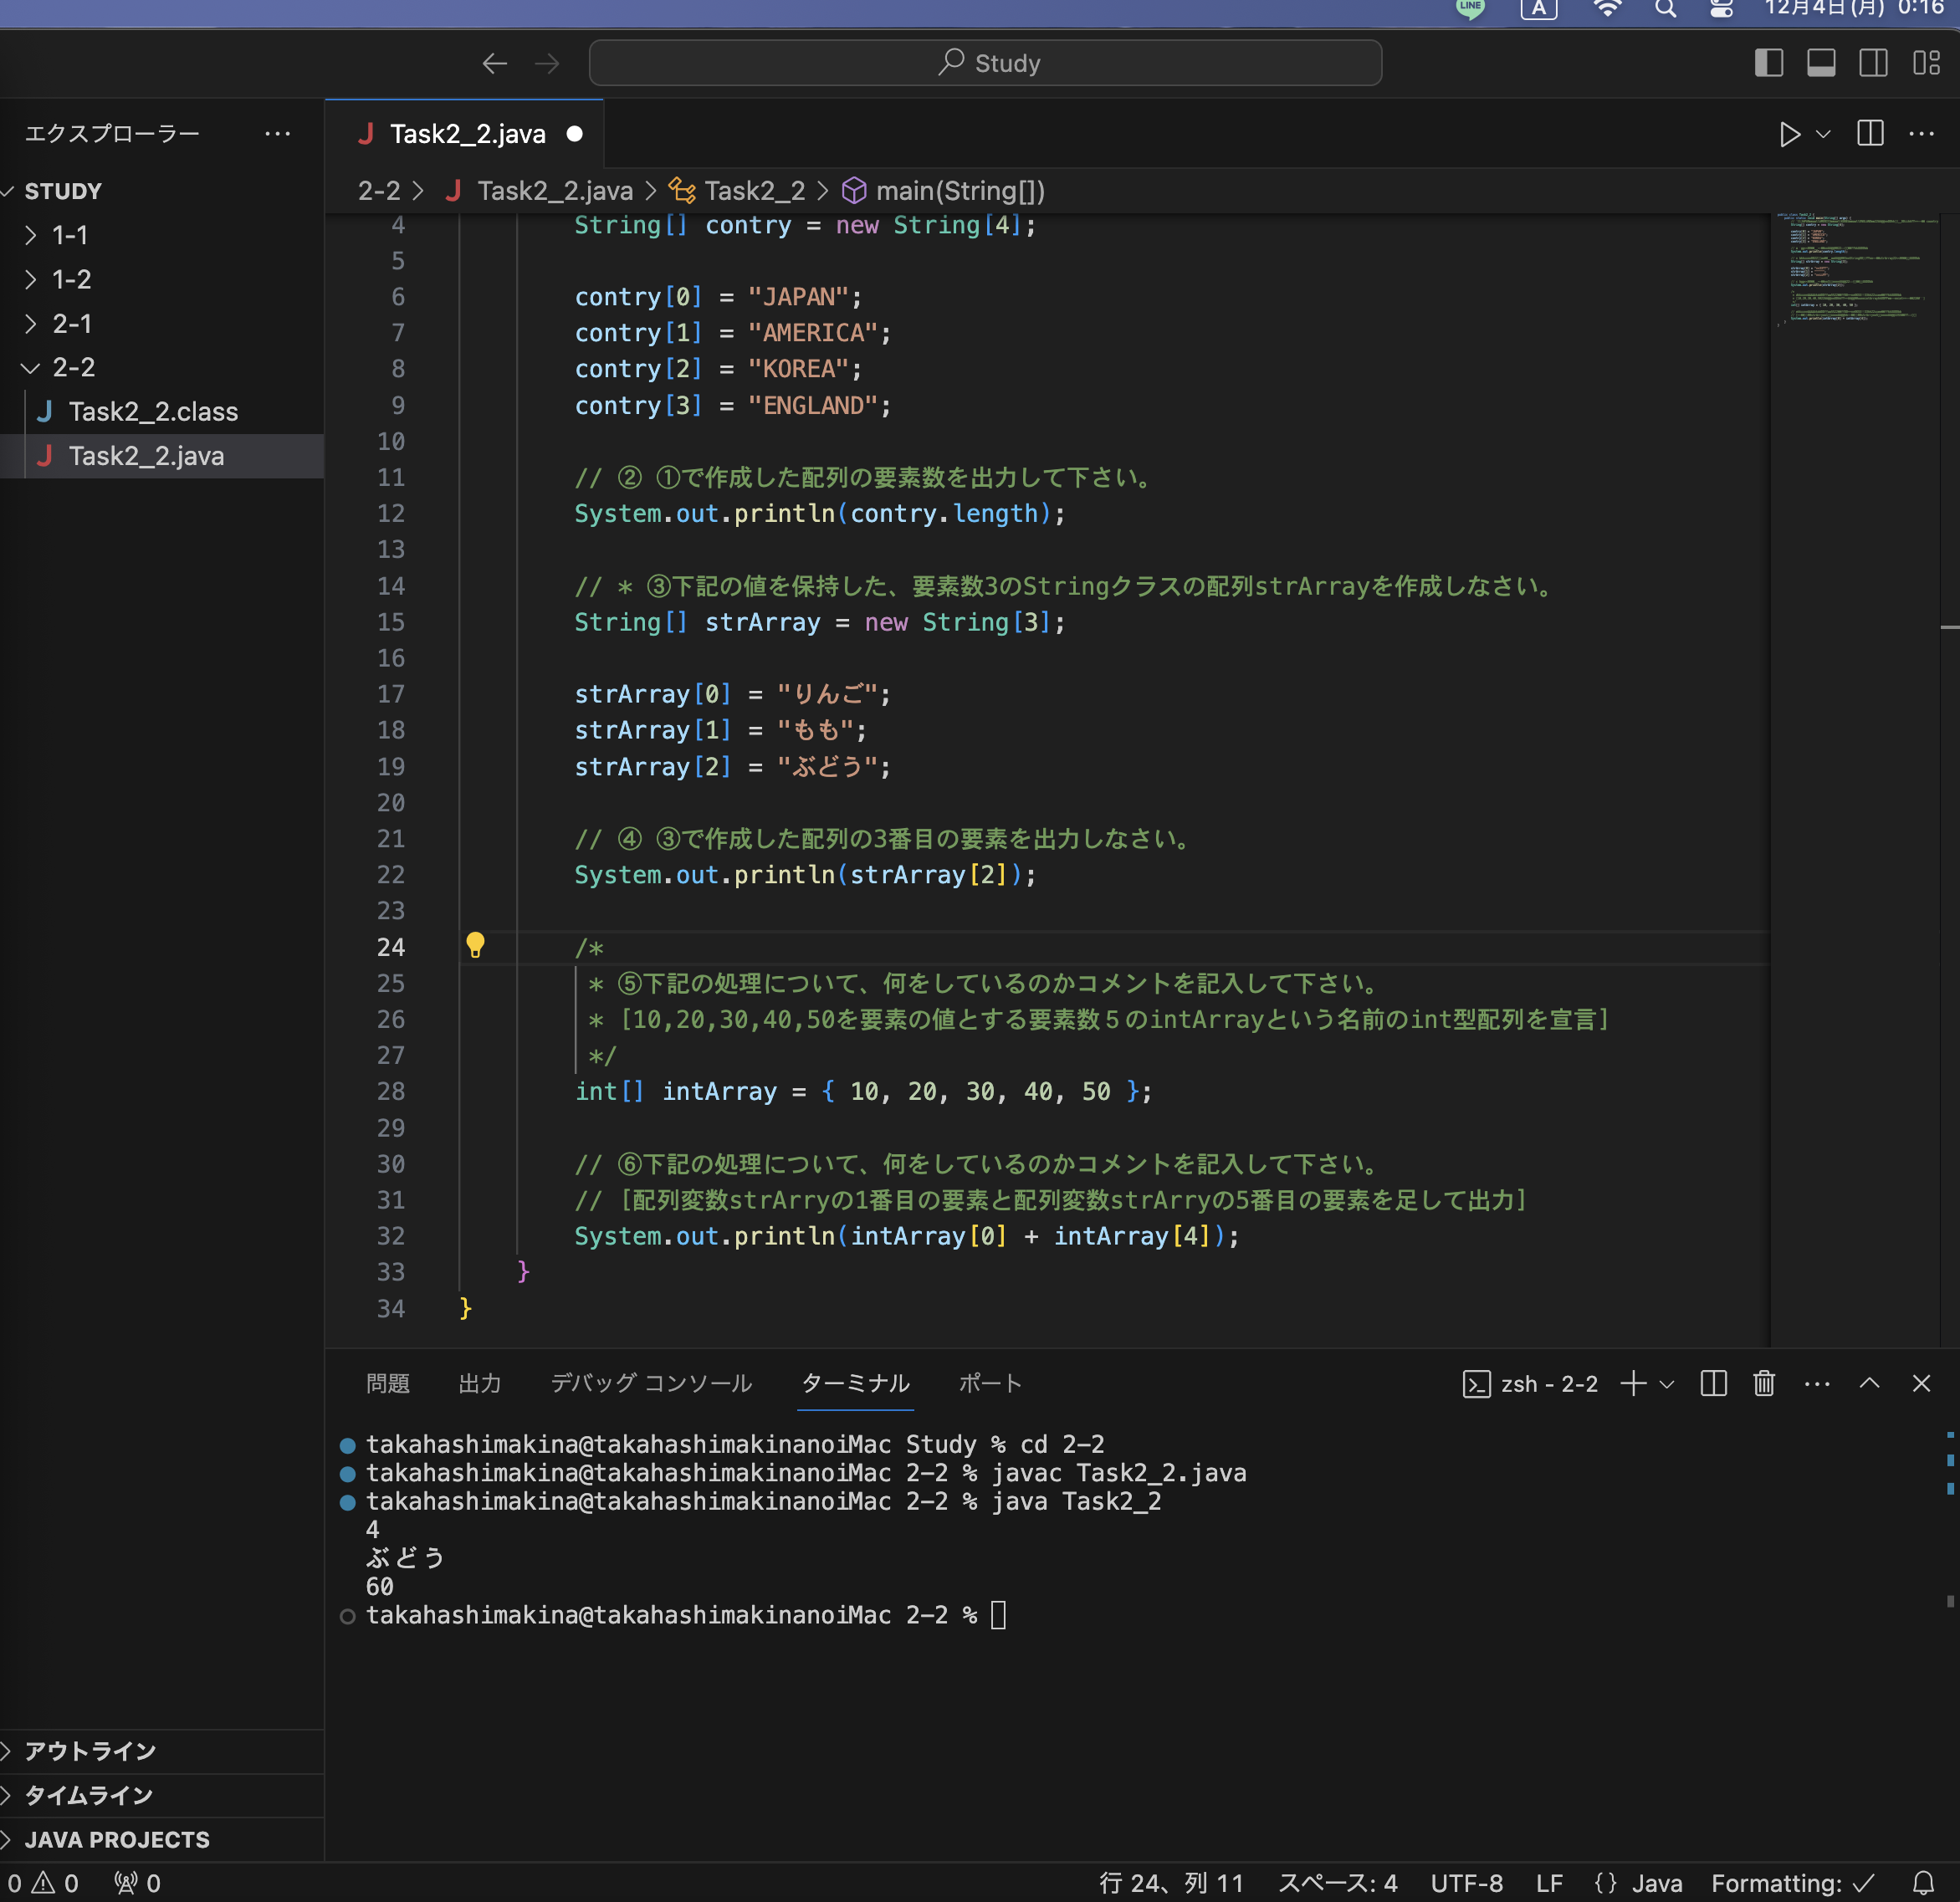 LINE A 12月4日(月) 0:16
Study
エクスプローラー ···
Task2_2.java
STUDY
2-2 > Task2_2.java > Task2_2 > main(String[])
1-1
1-2
2-1
2-2
Task2_2.class
Task2_2.java
4 String[] contry = new String[4];
5
6 contry[0] = "JAPAN";
7 contry[1] = "AMERICA";
8 contry[2] = "KOREA";
9 contry[3] = "ENGLAND";
10
11 // ② ①で作成した配列の要素数を出力して下さい。
12 System.out.println(contry.length);
13
14 // * ③下記の値を保持した、要素数3のStringクラスの配列strArrayを作成しなさい。
15 String[] strArray = new String[3];
16
17 strArray[0] = "りんご";
18 strArray[1] = "もも";
19 strArray[2] = "ぶどう";
20
21 // ④ ③で作成した配列の3番目の要素を出力しなさい。
22 System.out.println(strArray[2]);
23
24 /*
25 * ⑤下記の処理について、何をしているのかコメントを記入して下さい。
26 * [10,20,30,40,50を要素の値とする要素数５のintArrayという名前のint型配列を宣言]
27 */
28 int[] intArray = { 10, 20, 30, 40, 50 };
29
30 // ⑥下記の処理について、何をしているのかコメントを記入して下さい。
31 // [配列変数strArryの1番目の要素と配列変数strArryの5番目の要素を足して出力]
32 System.out.println(intArray[0] + intArray[4]);
33 }
34 }
問題 出力 デバッグ コンソール ターミナル ポート zsh - 2-2
takahashimakina@takahashimakinanoiMac Study % cd 2-2
takahashimakina@takahashimakinanoiMac 2-2 % javac Task2_2.java
takahashimakina@takahashimakinanoiMac 2-2 % java Task2_2
4
ぶどう
60
takahashimakina@takahashimakinanoiMac 2-2 %
アウトライン
タイムライン
JAVA PROJECTS
0 0 0 行 24、列 11 スペース: 4 UTF-8 LF {} Java Formatting: ✓